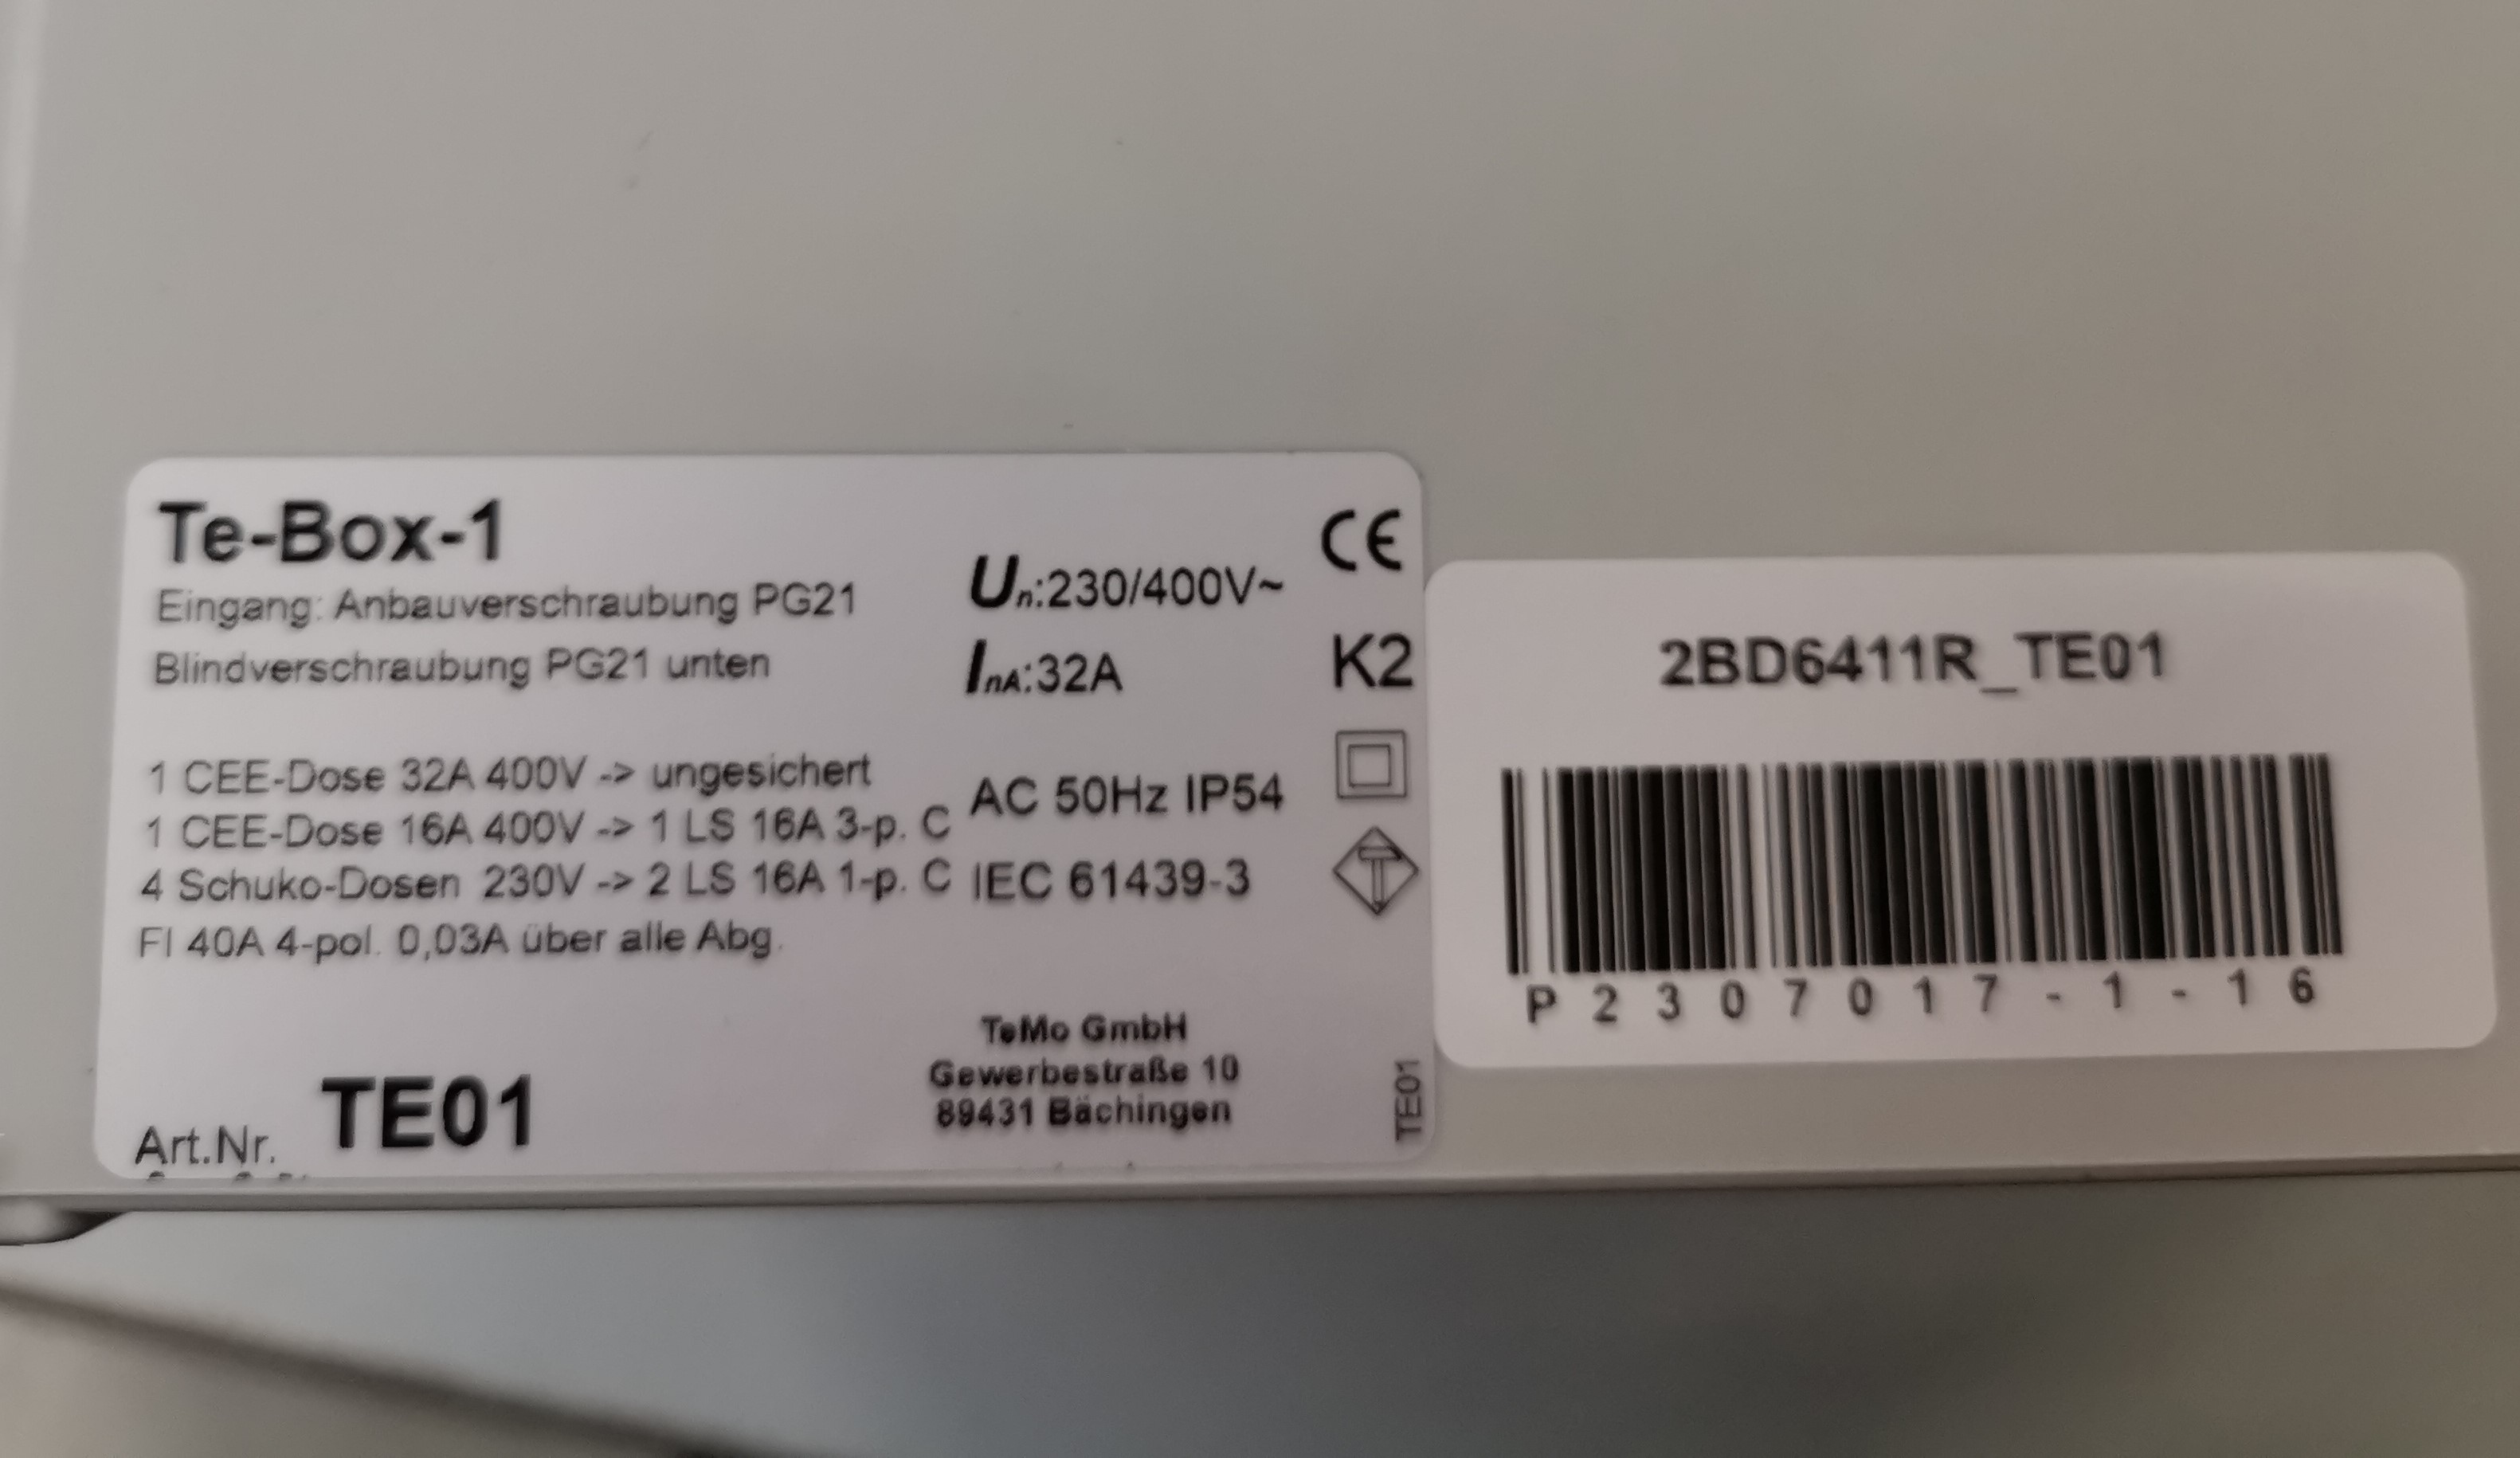 Te-Box-1
Eingang: Anbauverschraubung PG21
Blindverschraubung PG21 unten
1 CEE-Dose 32A 400V -> ungesichert
1 CEE-Dose 16A 400V -> 1 LS 16A 3-p. C
4 Schuko-Dosen 230V -> 2 LS 16A 1-p. C
FI 40A 4-pol. 0,03A über alle Abg.
Art.Nr. TE01
Un:230/400V~
InA:32A
AC 50Hz IP54
IEC 61439-3
TeMo GmbH
Gewerbestraße 10
89431 Bächingen
CE
K2
TE01
2BD6411R_TE01
P2307017-1-16